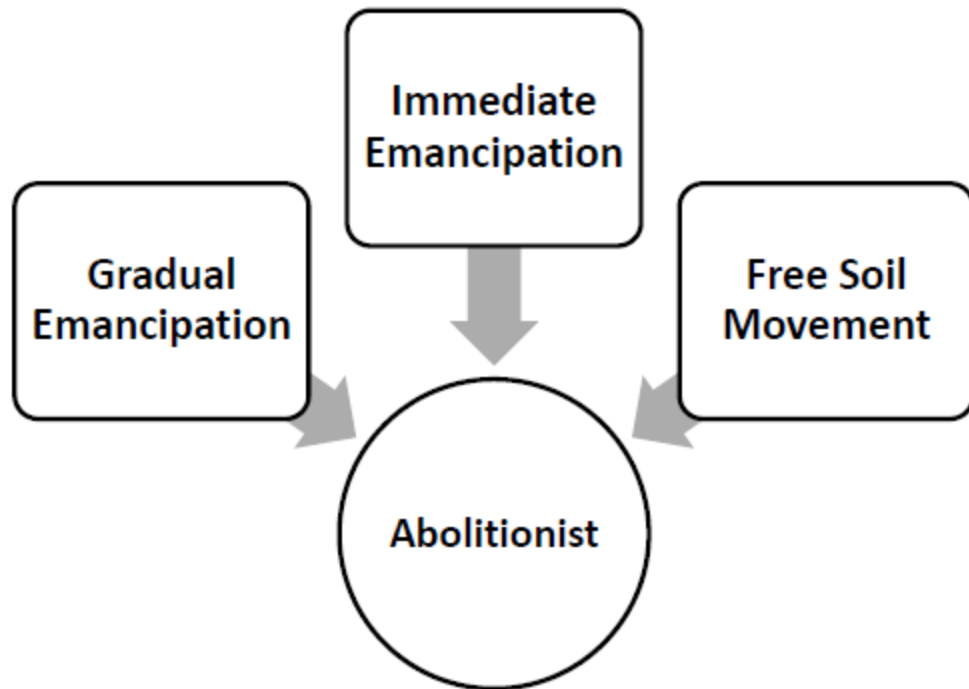 Immediate
Emancipation
Gradual
Emancipation
Free Soil
Movement
Abolitionist